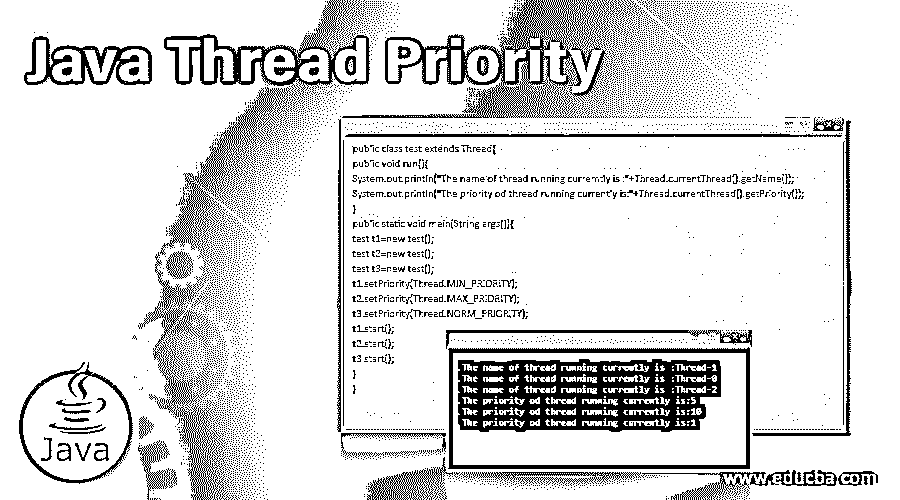 Java Thread Priority
public class test extends Thread{
public void run(){
System.out.println("The name of thread running currently is :"+Thread.currentThread().getName());
System.out.println("The priority od thread running currently is:"+Thread.currentThread().getPriority());
}
public static void main(String args[]){
test t1=new test();
test t2=new test();
test t3=new test();
t1.setPriority(Thread.MIN_PRIORITY);
t2.setPriority(Thread.MAX_PRIORITY);
t3.setPriority(Thread.NORM_PRIORITY);
t1.start();
t2.start();
t3.start();
}
}
The name of thread running currently is :Thread-1
The name of thread running currently is :Thread-0
The name of thread running currently is :Thread-2
The priority od thread running currently is:5
The priority od thread running currently is:10
The priority od thread running currently is:1
Java
www.educba.com